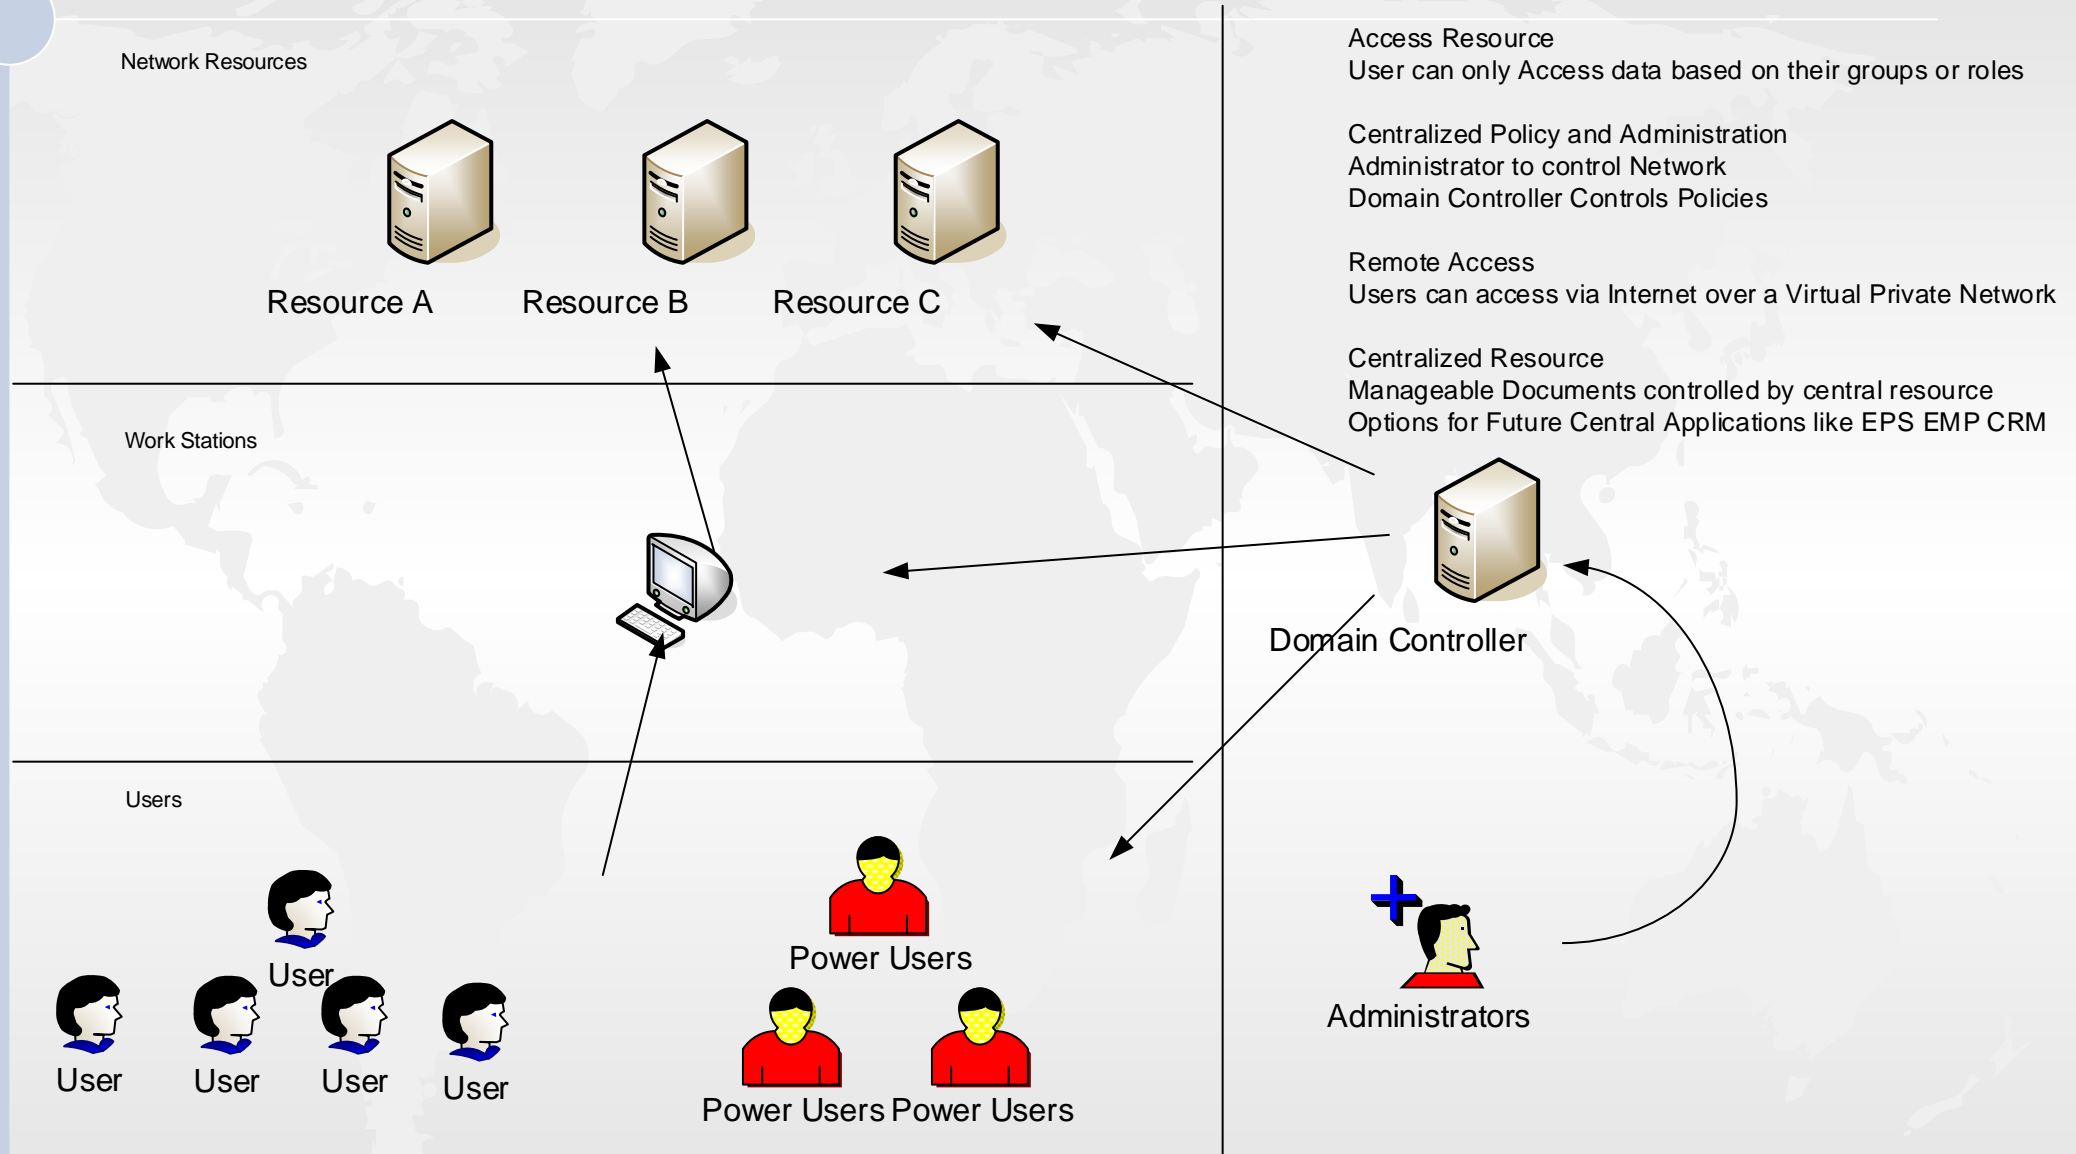 Network Resources
Resource A
Resource B
Resource C
Work Stations
Users
User
User
User
User
User
Power Users
Power Users
Power Users
Access Resource
User can only Access data based on their groups or roles
Centralized Policy and Administration
Administrator to control Network
Domain Controller Controls Policies
Remote Access
Users can access via Internet over a Virtual Private Network
Centralized Resource
Manageable Documents controlled by central resource
Options for Future Central Applications like EPS EMP CRM
Domain Controller
Administrators